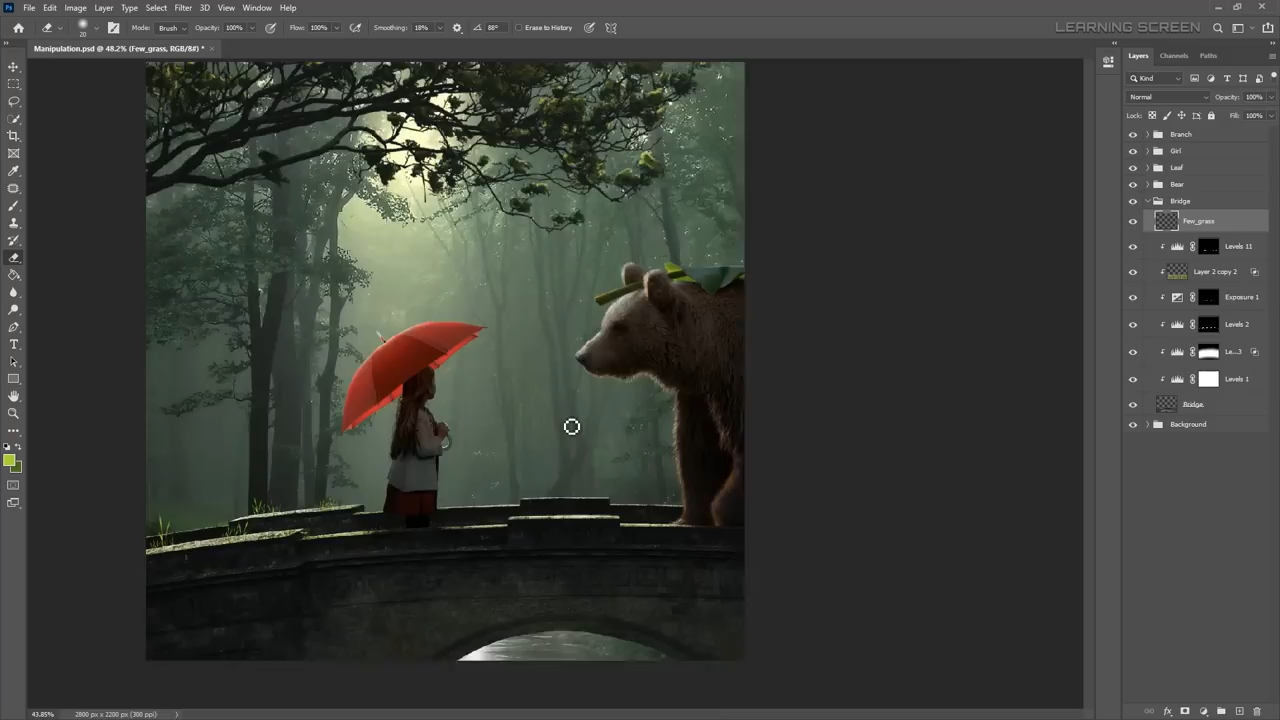 File Edit Image Layer Type Select Filter 3D View Window Help
Mode: Brush Opacity: 100% Flow: 100% Smoothing: 18% 88° Erase to History
20
LEARNING SCREEN
Manipulation.psd @ 48.2% (Few_grass, RGB/8#) *
Layers Channels Paths
Kind
Normal Opacity: 100%
Lock: Fill: 100%
Branch
Girl
Leaf
Bear
Bridge
Few_grass
Levels 11
Layer 2 copy 2
Exposure 1
Levels 2
Le...3
Levels 1
Bridge
Background
43.85% 2800 px x 2200 px (300 ppi)